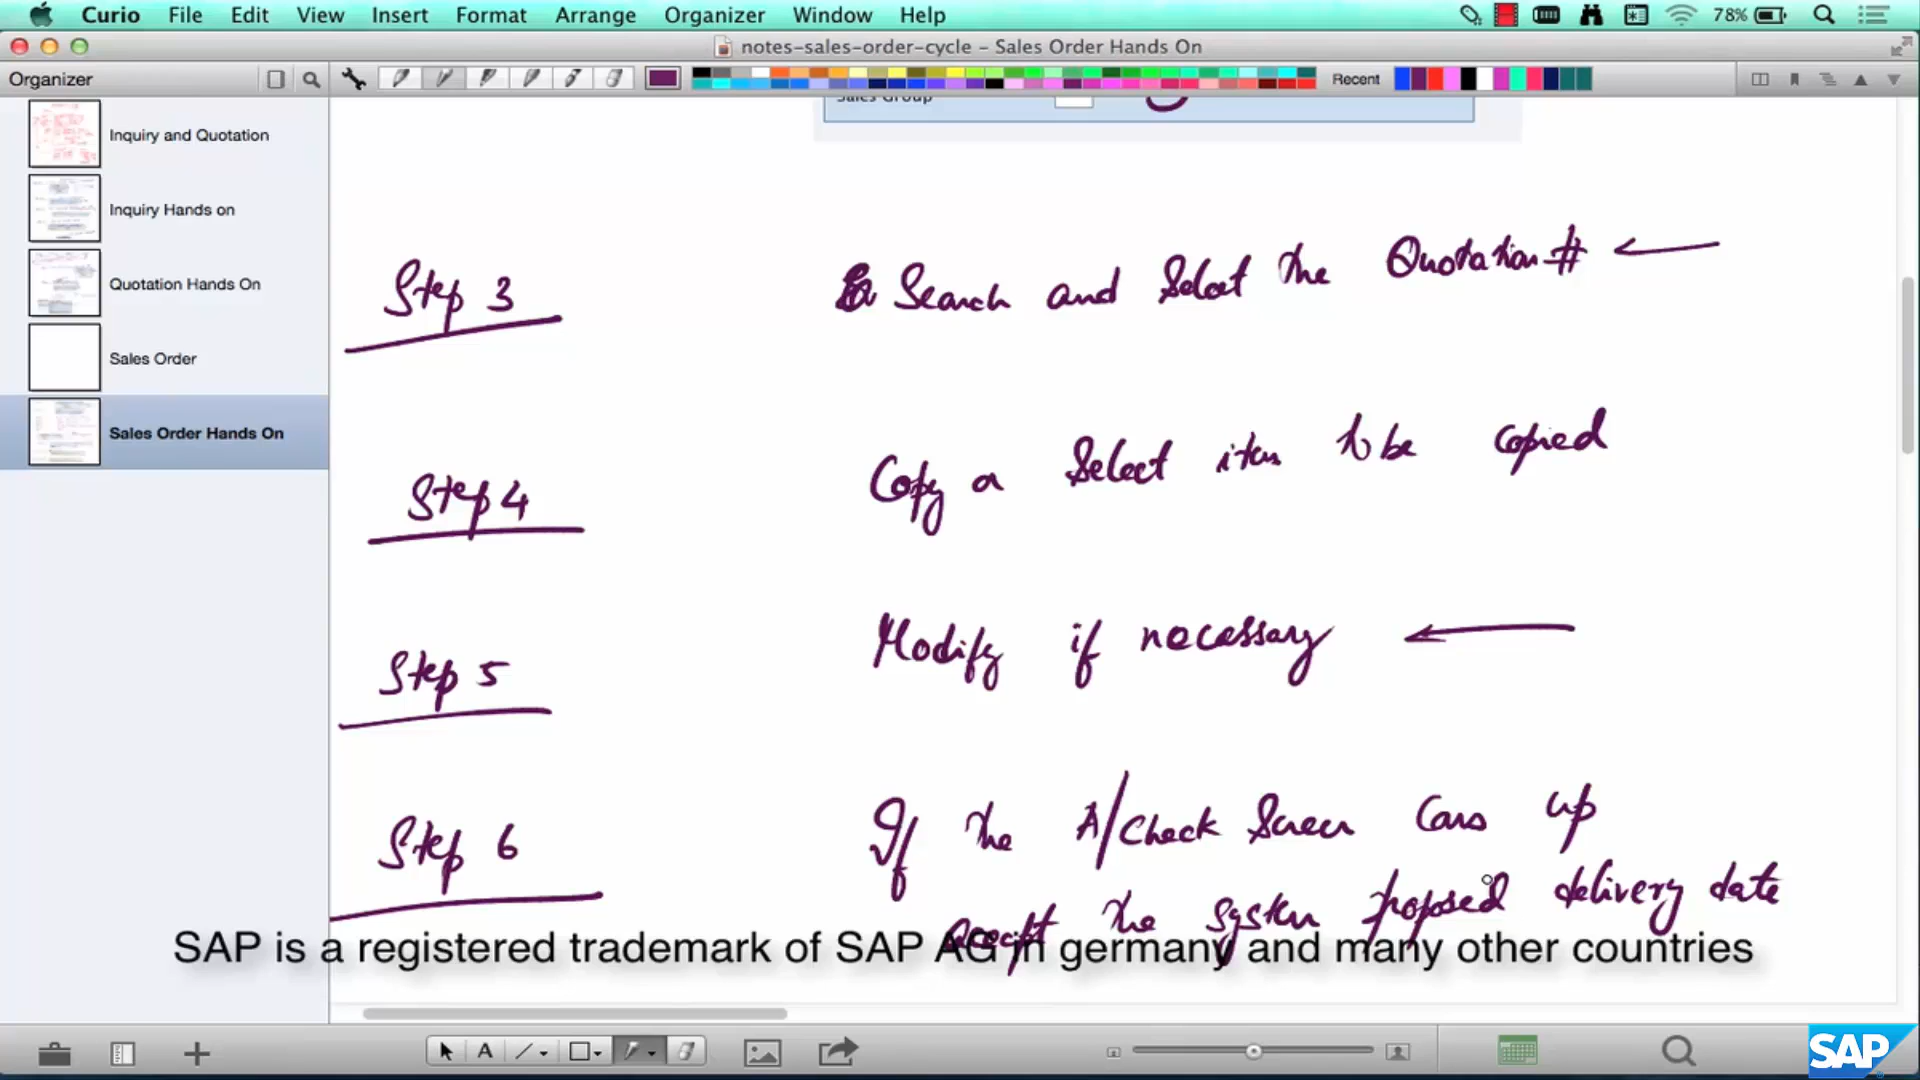 Curio File Edit View Insert Format Arrange Organizer Window Help 78%
notes-sales-order-cycle – Sales Order Hands On
Organizer Recent
Sales Group
Inquiry and Quotation
Inquiry Hands on
Quotation Hands On
Sales Order
Sales Order Hands On
Step 3 Search and Select the Quotation #
Step 4 Copy or Select item to be copied
Step 5 Modify if necessary
Step 6 If the A/Check Screen Comes up
accept the system proposed delivery date
SAP is a registered trademark of SAP AG in germany and many other countries
A
SAP